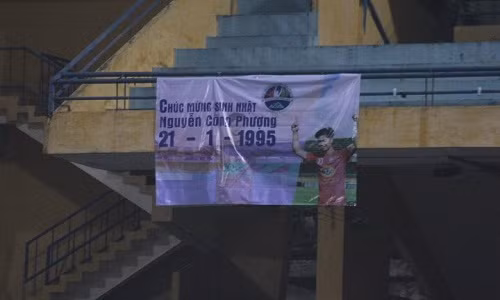 CHÚC MỪNG SINH NHẬT
Nguyễn Công Phượng
21 - 1 - 1995